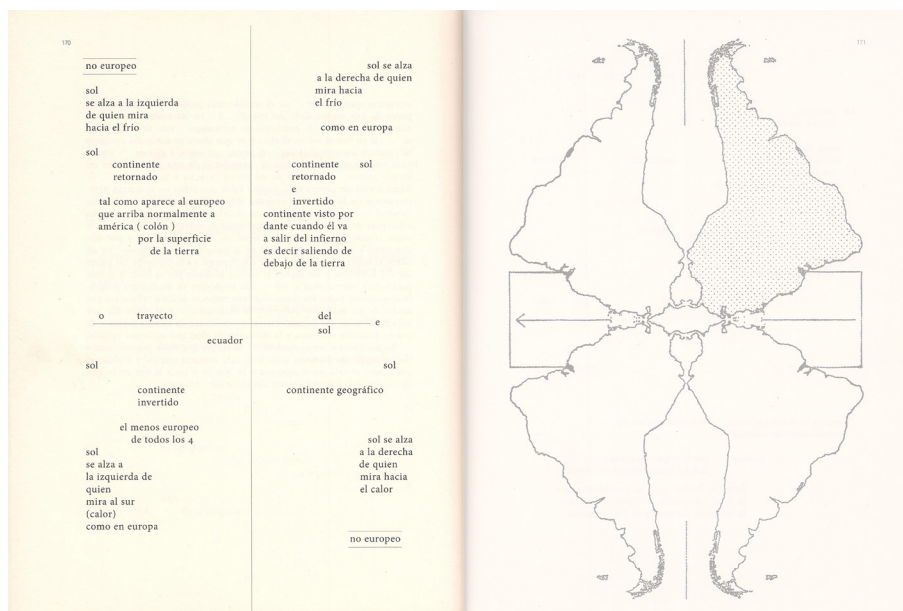 170
no europeo
sol
se alza a la izquierda
de quien mira
hacia el frío
sol
continente
retornado
tal como aparece al europeo
que arriba normalmente a
américa ( colón )
por la superficie
de la tierra
sol se alza
a la derecha de quien
mira hacia
el frío
como en europa
continente sol
retornado
e
invertido
continente visto por
dante cuando él va
a salir del infierno
es decir saliendo de
debajo de la tierra
o trayecto del
sol e
ecuador
sol
continente
invertido
el menos europeo
de todos los 4
sol
se alza a
la izquierda de
quien
mira al sur
(calor)
como en europa
sol
continente geográfico
sol se alza
a la derecha
de quien
mira hacia
el calor
no europeo
171